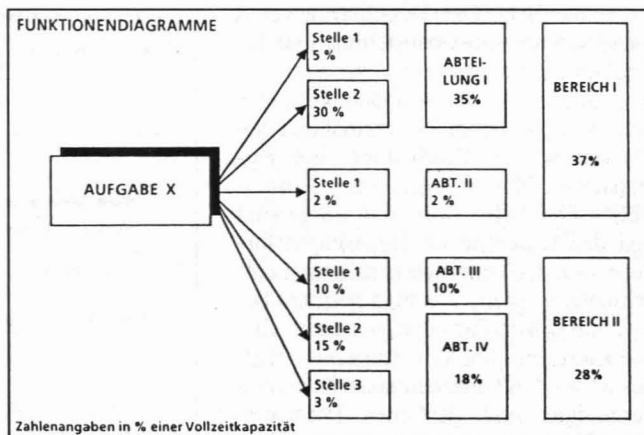 FUNKTIONENDIAGRAMME
AUFGABE X
Stelle 1
5 %
Stelle 2
30 %
Stelle 1
2 %
Stelle 1
10 %
Stelle 2
15 %
Stelle 3
3 %
ABTEI-
LUNG I
35%
ABT. II
2 %
ABT. III
10%
ABT. IV
18%
BEREICH I
37%
BEREICH II
28%
Zahlenangaben in % einer Vollzeitkapazität